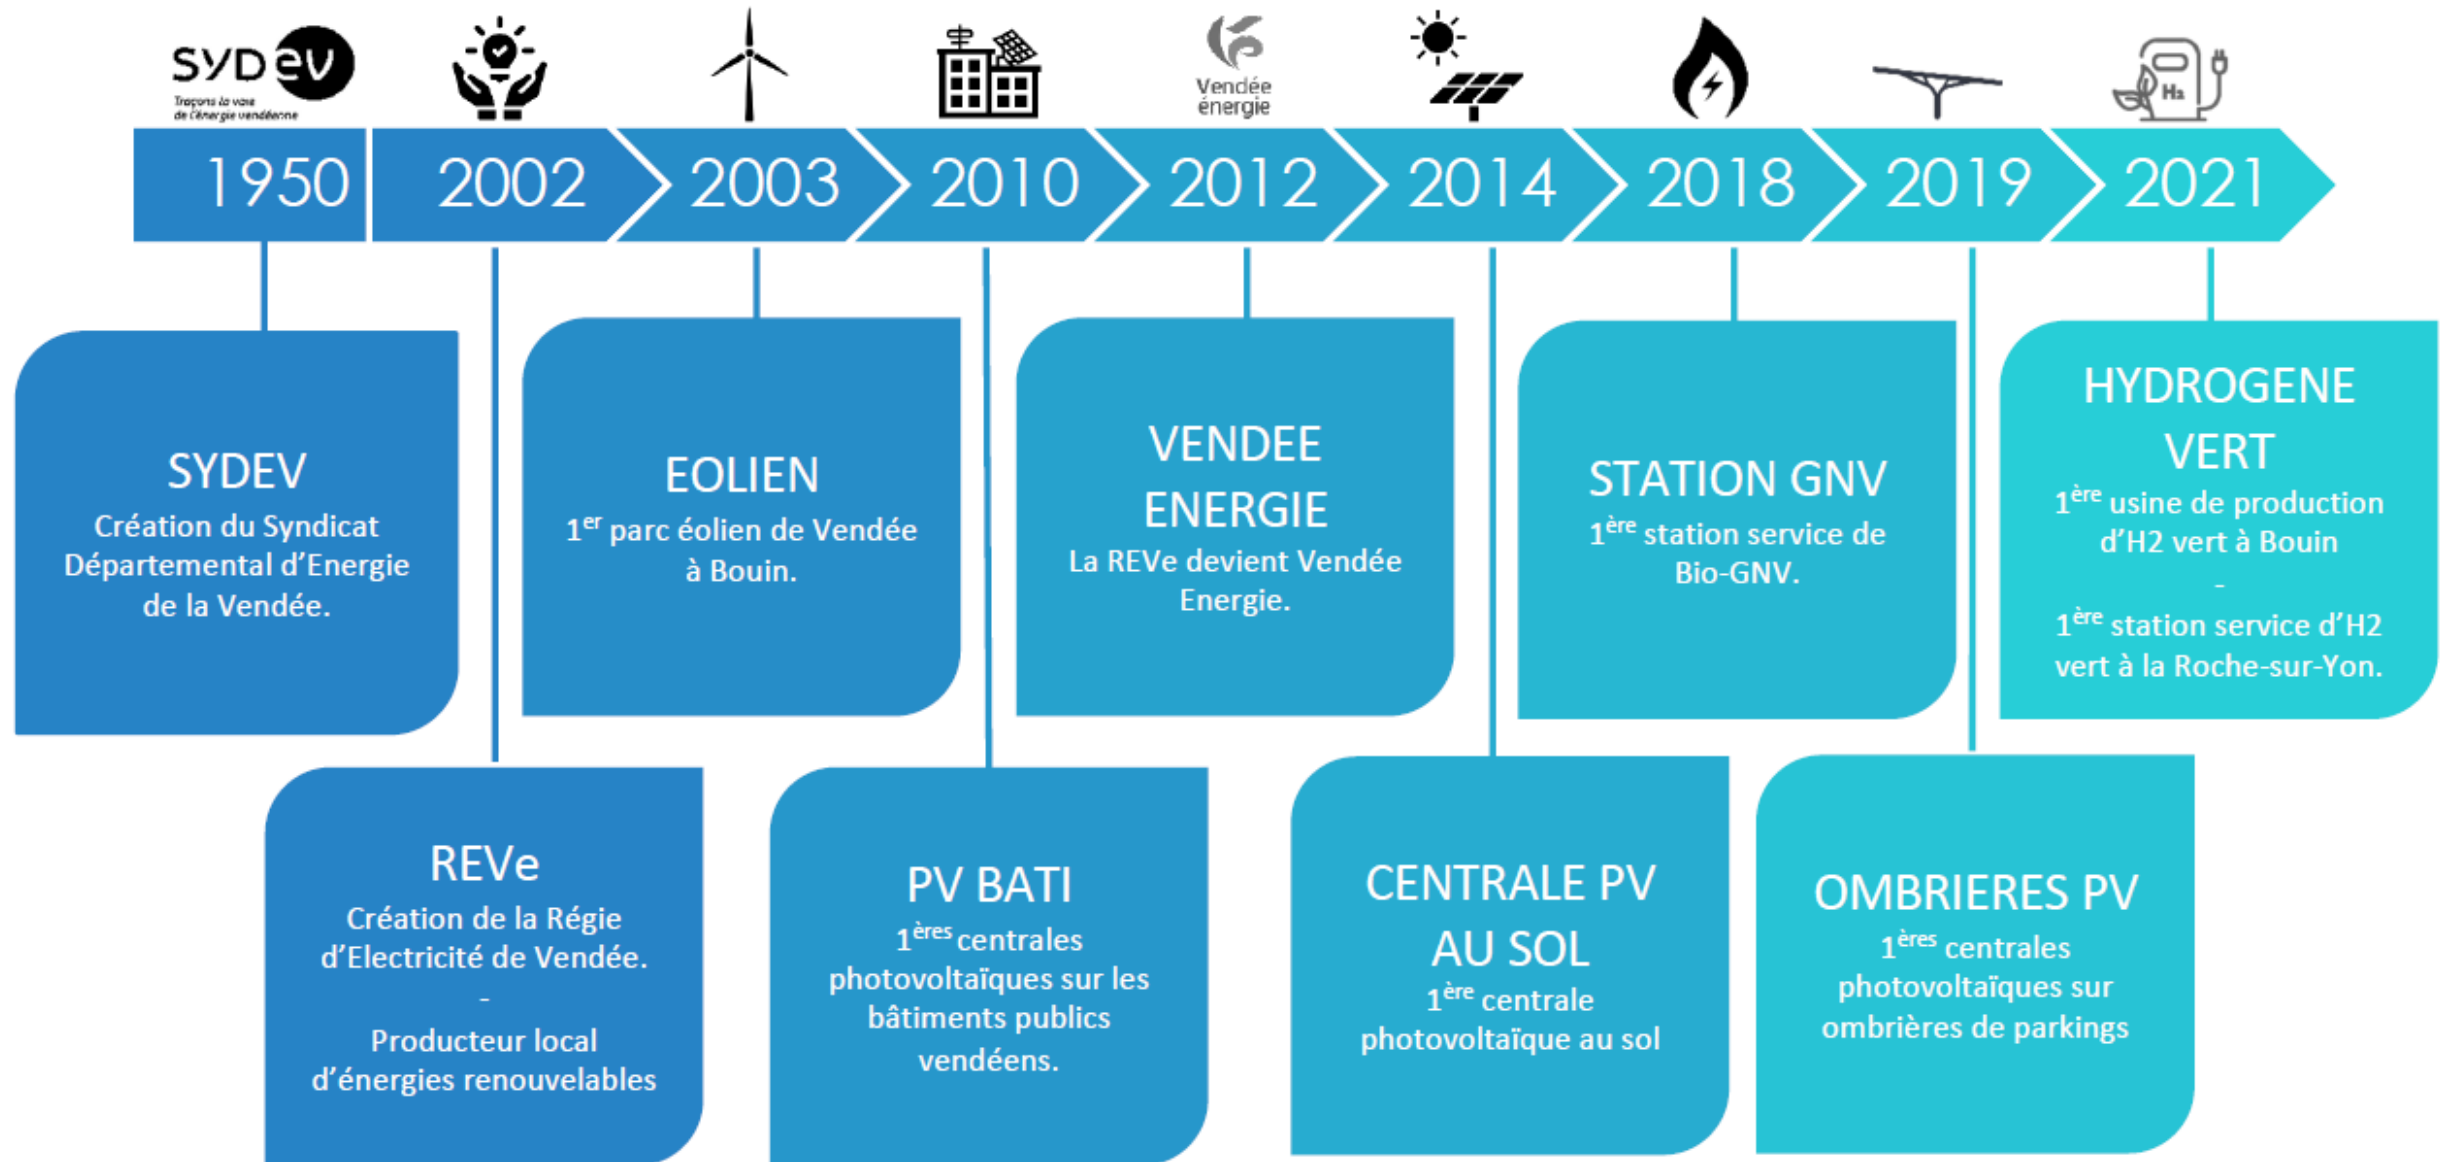 SYDEV
Traçons la voie
de l'énergie vendéenne
Vendée
énergie
H₂
1950
2002
2003
2010
2012
2014
2018
2019
2021
SYDEV
Création du Syndicat
Départemental d'Energie
de la Vendée.
REVe
Création de la Régie
d'Electricité de Vendée.
-
Producteur local
d'énergies renouvelables
EOLIEN
1er parc éolien de Vendée
à Bouin.
PV BATI
1ères centrales
photovoltaïques sur les
bâtiments publics
vendéens.
VENDEE
ENERGIE
La REVe devient Vendée
Energie.
CENTRALE PV
AU SOL
1ère centrale
photovoltaïque au sol
STATION GNV
1ère station service de
Bio-GNV.
OMBRIERES PV
1ères centrales
photovoltaïques sur
ombrières de parkings
HYDROGENE
VERT
1ère usine de production
d'H2 vert à Bouin
-
1ère station service d'H2
vert à la Roche-sur-Yon.